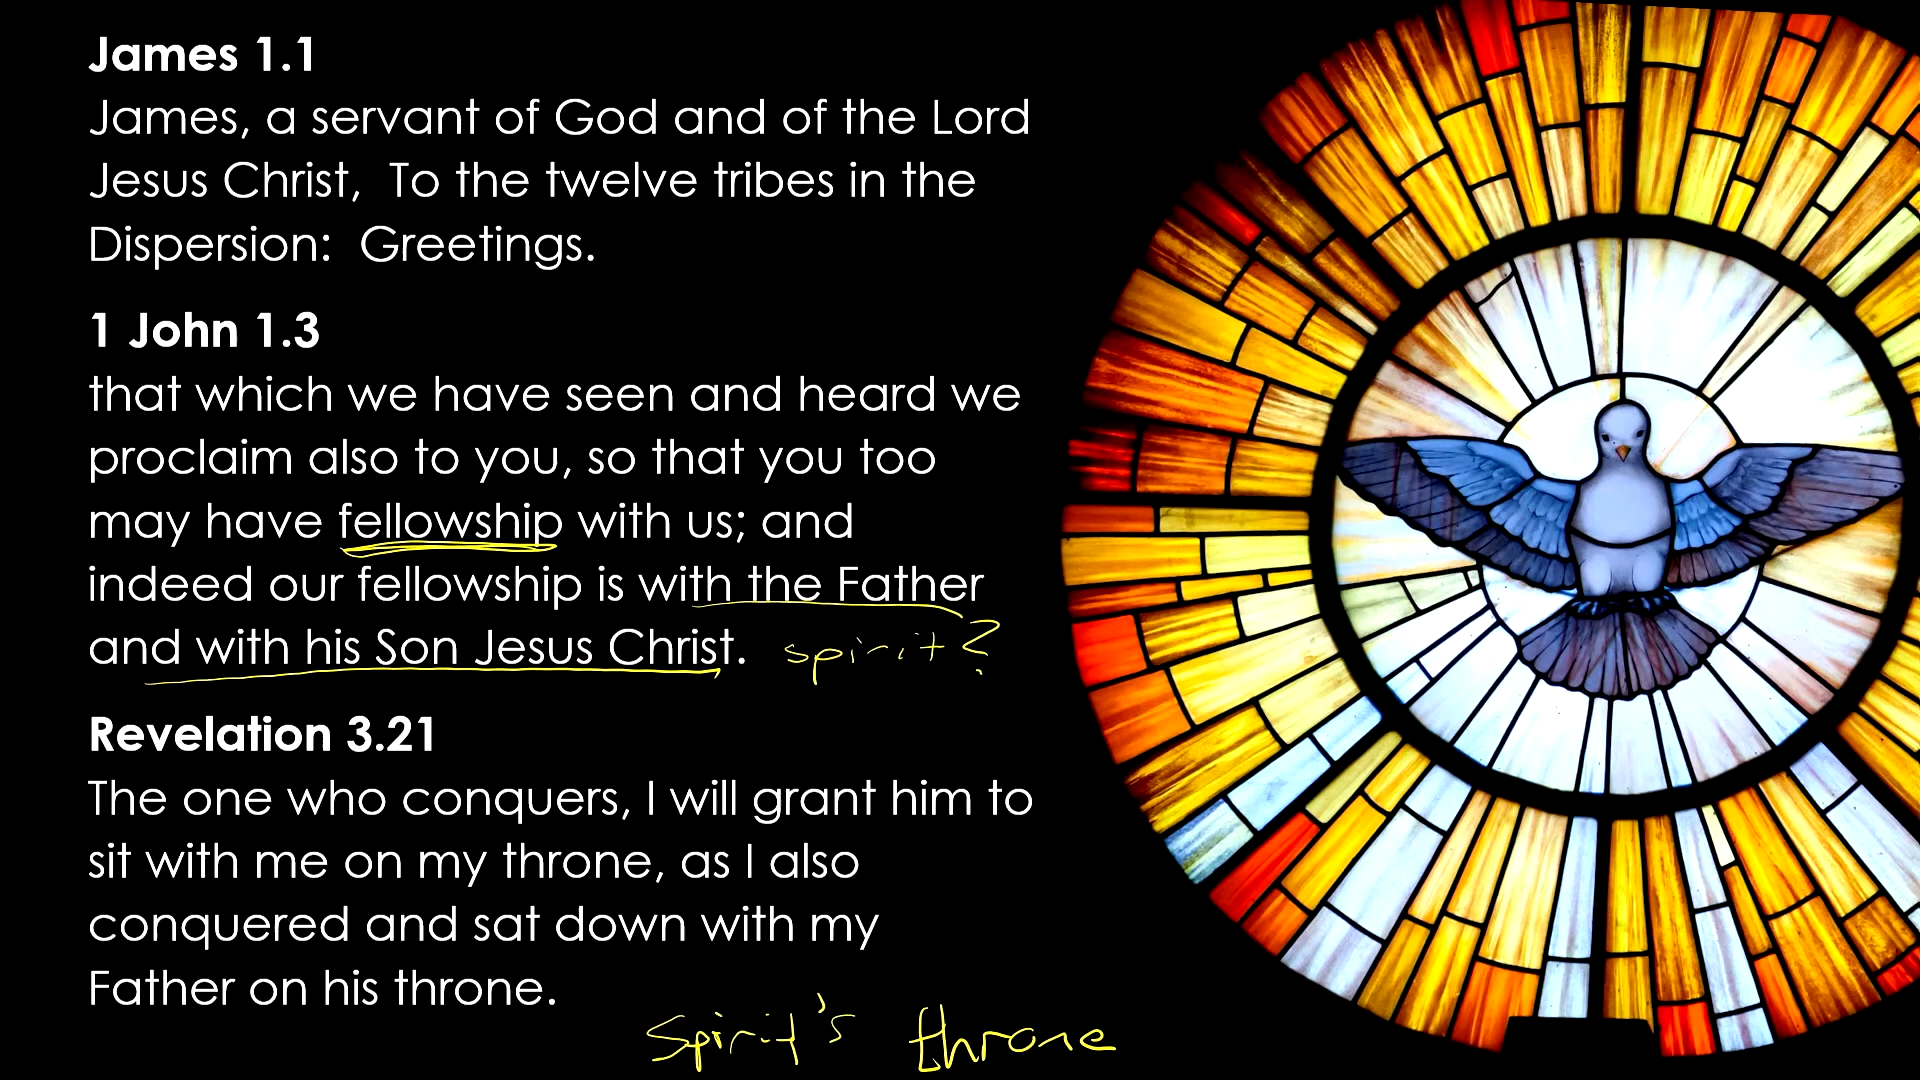 James 1.1
James, a servant of God and of the Lord
Jesus Christ,  To the twelve tribes in the
Dispersion:  Greetings.
1 John 1.3
that which we have seen and heard we
proclaim also to you, so that you too
may have fellowship with us; and
indeed our fellowship is with the Father
and with his Son Jesus Christ. spirit?
Revelation 3.21
The one who conquers, I will grant him to
sit with me on my throne, as I also
conquered and sat down with my
Father on his throne.
Spirit's throne